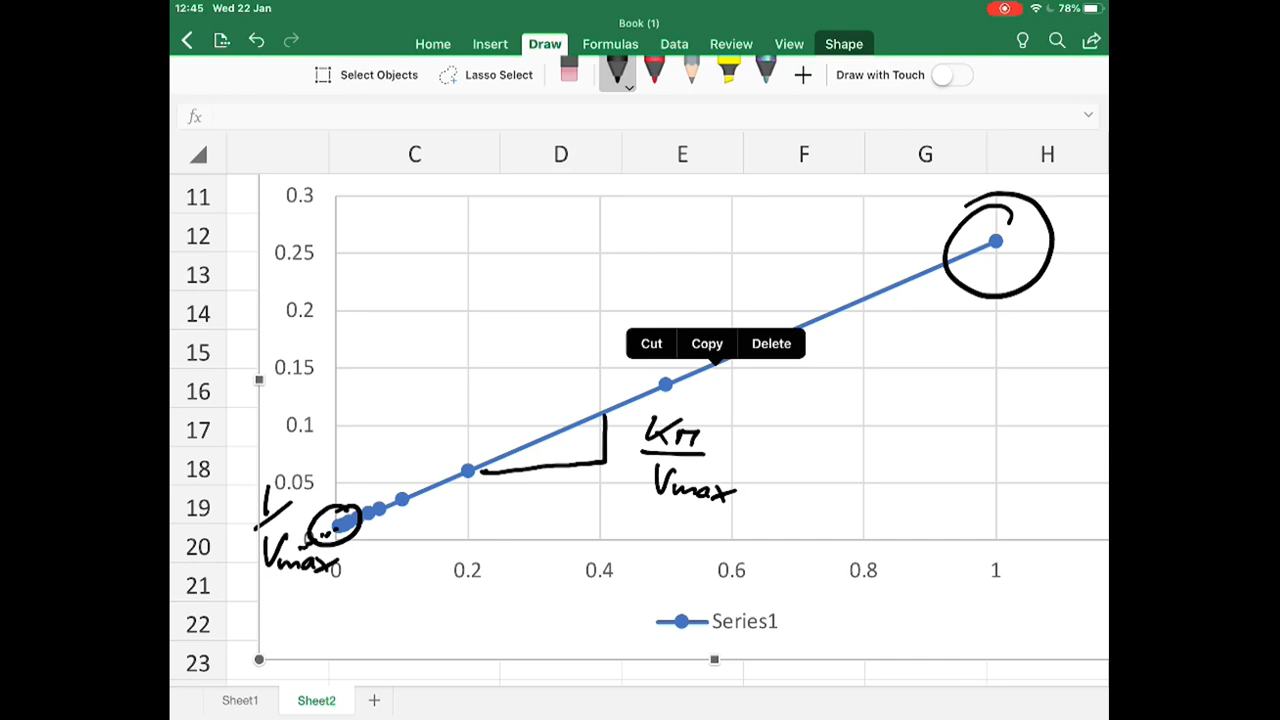 12:45 Wed 22 Jan
78%
Book (1)
Home Insert Draw Formulas Data Review View Shape
Select Objects Lasso Select Draw with Touch
fx
C D E F G H
11
12
13
14
15
16
17
18
19
20
21
22
23
0.3
0.25
0.2
0.15
0.1
0.05
0 0.2 0.4 0.6 0.8 1
Cut Copy Delete
KM
Vmax
1
Vmax
Series1
Sheet1 Sheet2 +